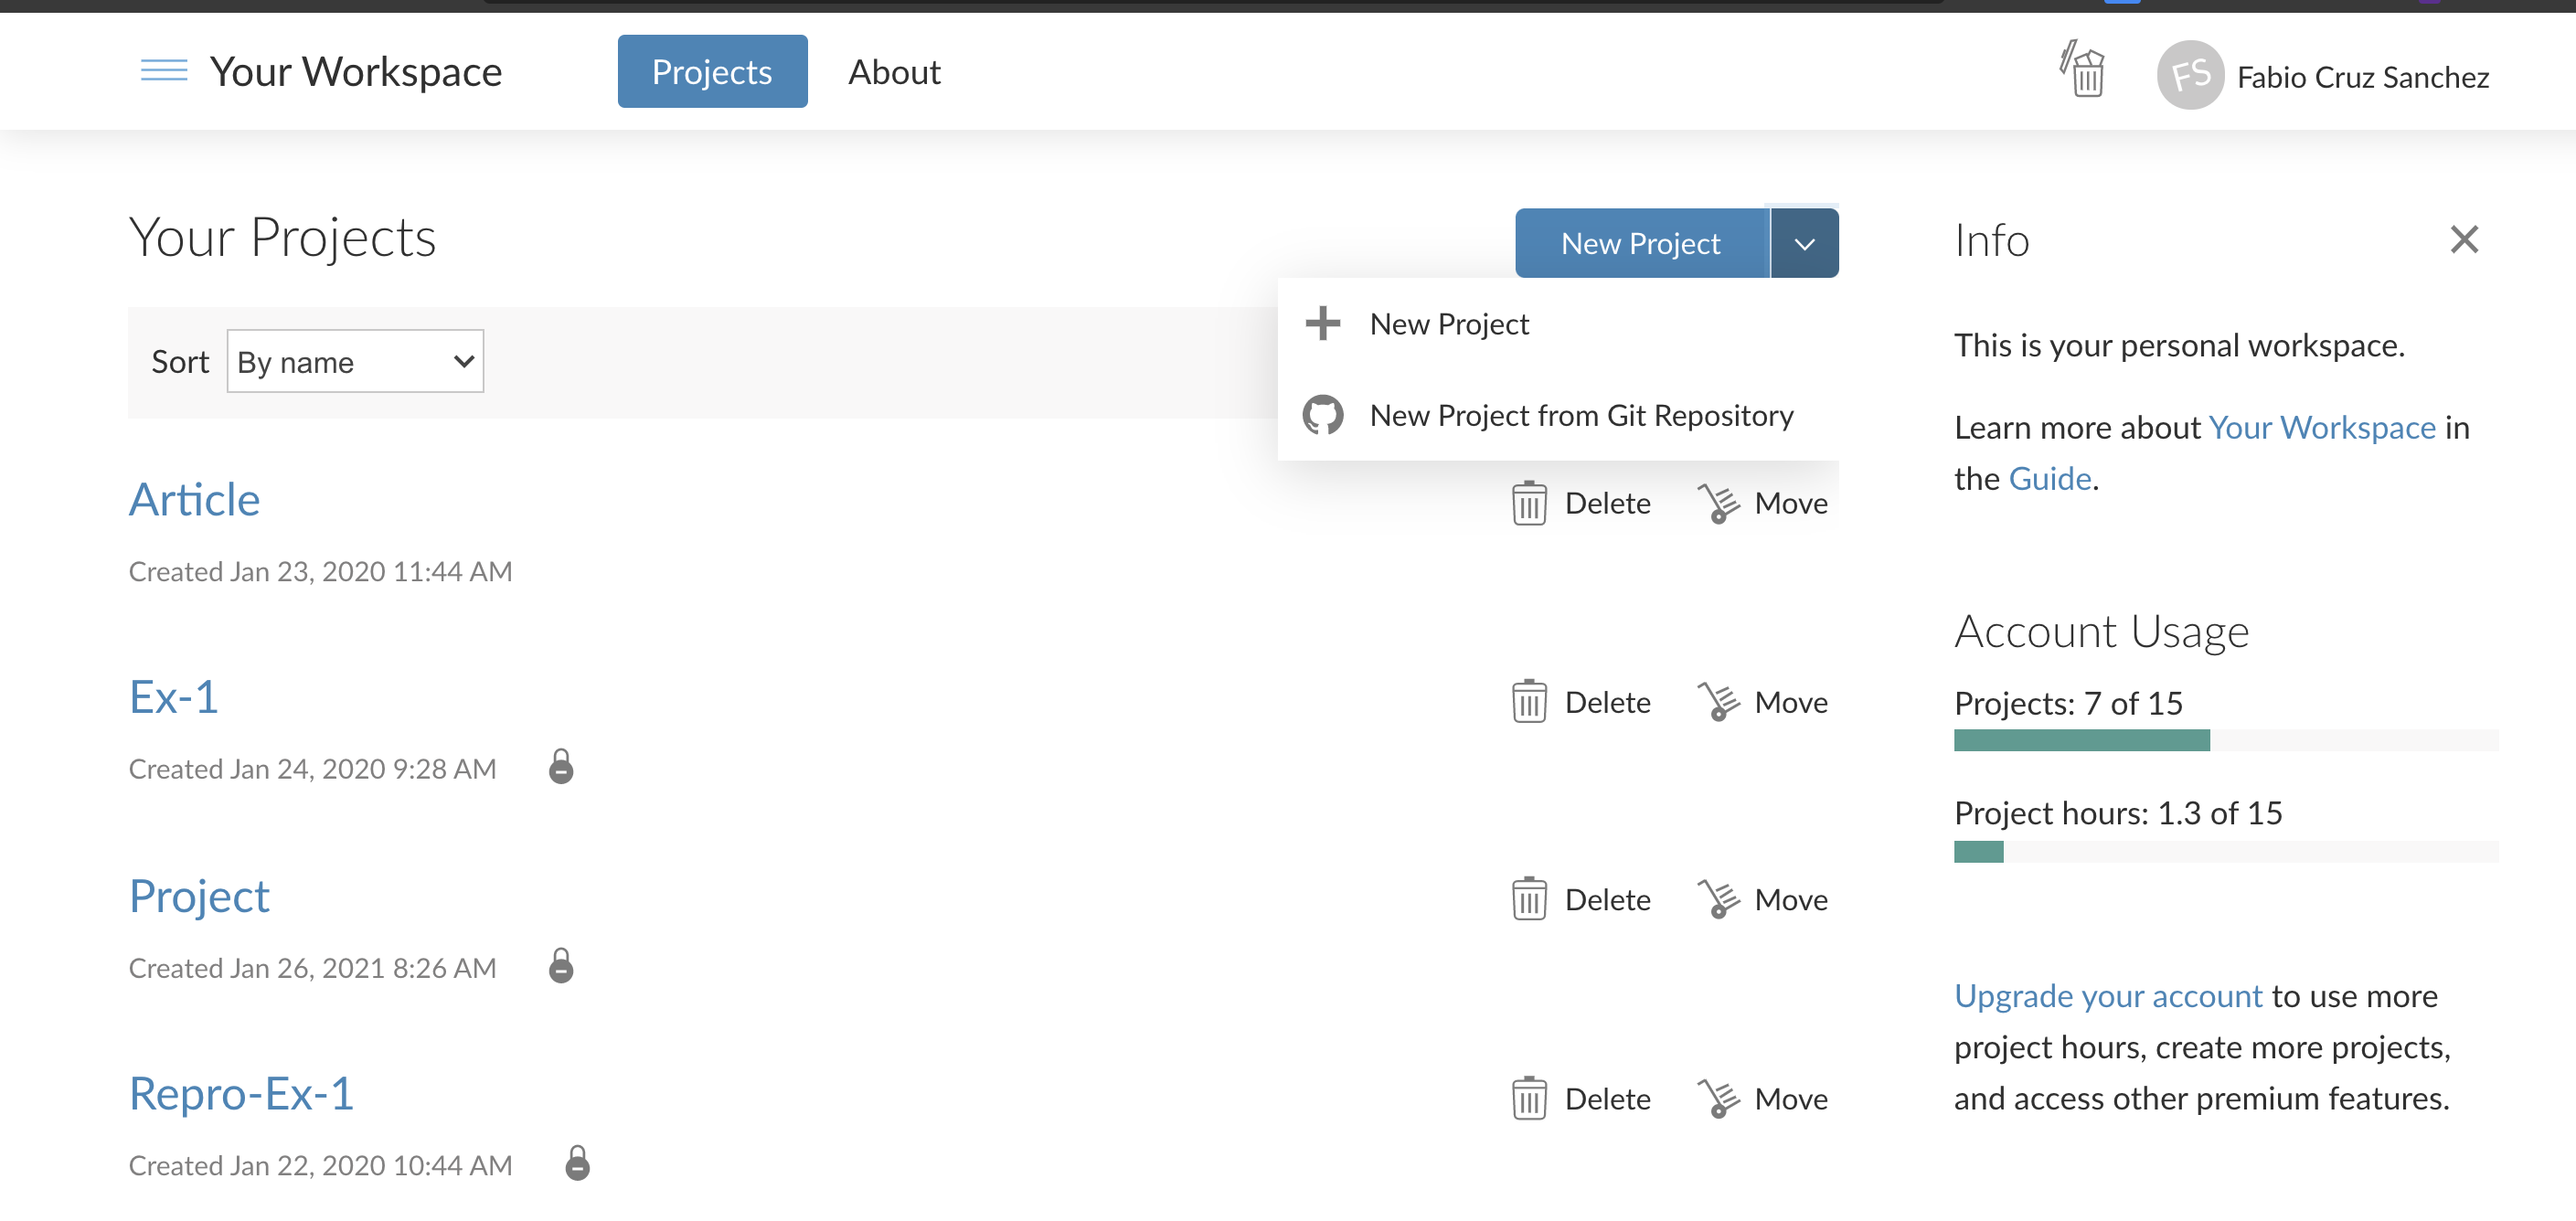 Your Workspace
Projects
About
FS
Fabio Cruz Sanchez
Your Projects
New Project
New Project
New Project from Git Repository
Sort
By name
Article
Delete
Move
Created Jan 23, 2020 11:44 AM
Ex-1
Delete
Move
Created Jan 24, 2020 9:28 AM
Project
Delete
Move
Created Jan 26, 2021 8:26 AM
Repro-Ex-1
Delete
Move
Created Jan 22, 2020 10:44 AM
Info
This is your personal workspace.
Learn more about Your Workspace in
the Guide.
Account Usage
Projects: 7 of 15
Project hours: 1.3 of 15
Upgrade your account to use more
project hours, create more projects,
and access other premium features.